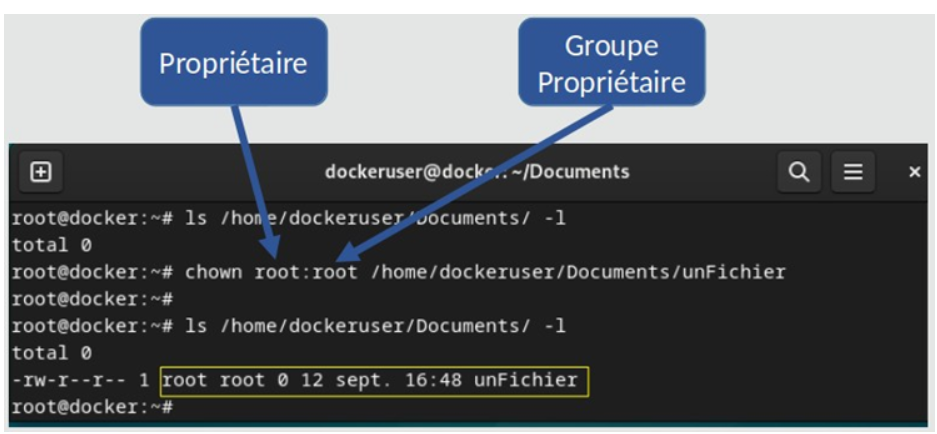 Propriétaire
Groupe
Propriétaire
dockeruser@docker:~/Documents
root@docker:~# ls /home/dockeruser/Documents/ -l
total 0
root@docker:~# chown root:root /home/dockeruser/Documents/unFichier
root@docker:~#
root@docker:~# ls /home/dockeruser/Documents/ -l
total 0
-rw-r--r-- 1 root root 0 12 sept. 16:48 unFichier
root@docker:~#